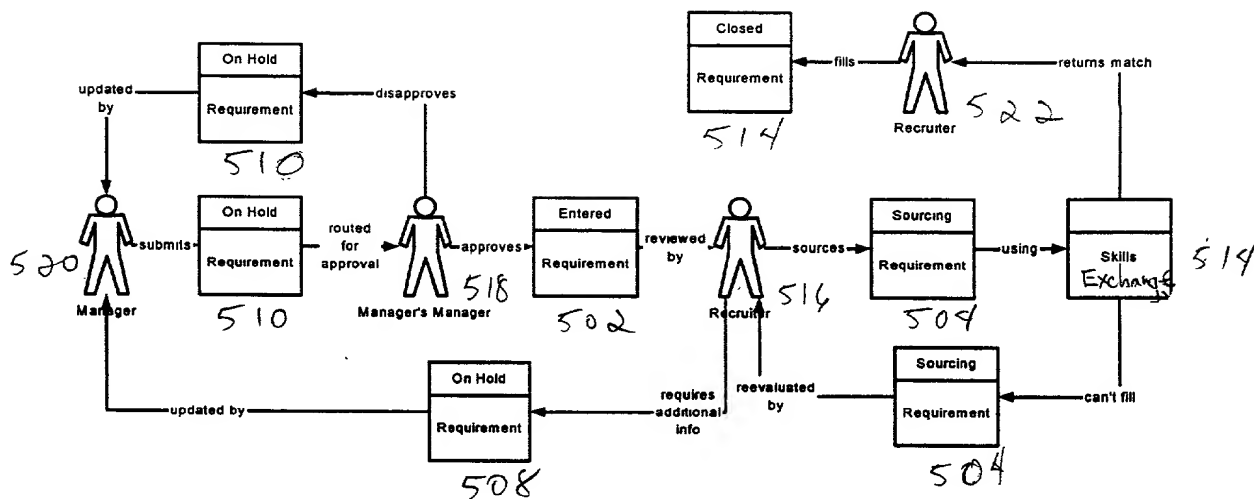 Closed
Requirement
514
fills
Recruiter
522
returns match
On Hold
Requirement
510
updated
by
disapproves
520
Manager
submits
On Hold
Requirement
510
routed
for
approval
518
Manager's Manager
approves
Entered
Requirement
502
reviewed
by
516
Recruiter
sources
Sourcing
Requirement
504
using
Skills
Exchange
514
updated by
On Hold
Requirement
508
requires
additional
info
reevaluated
by
Sourcing
Requirement
504
can't fill